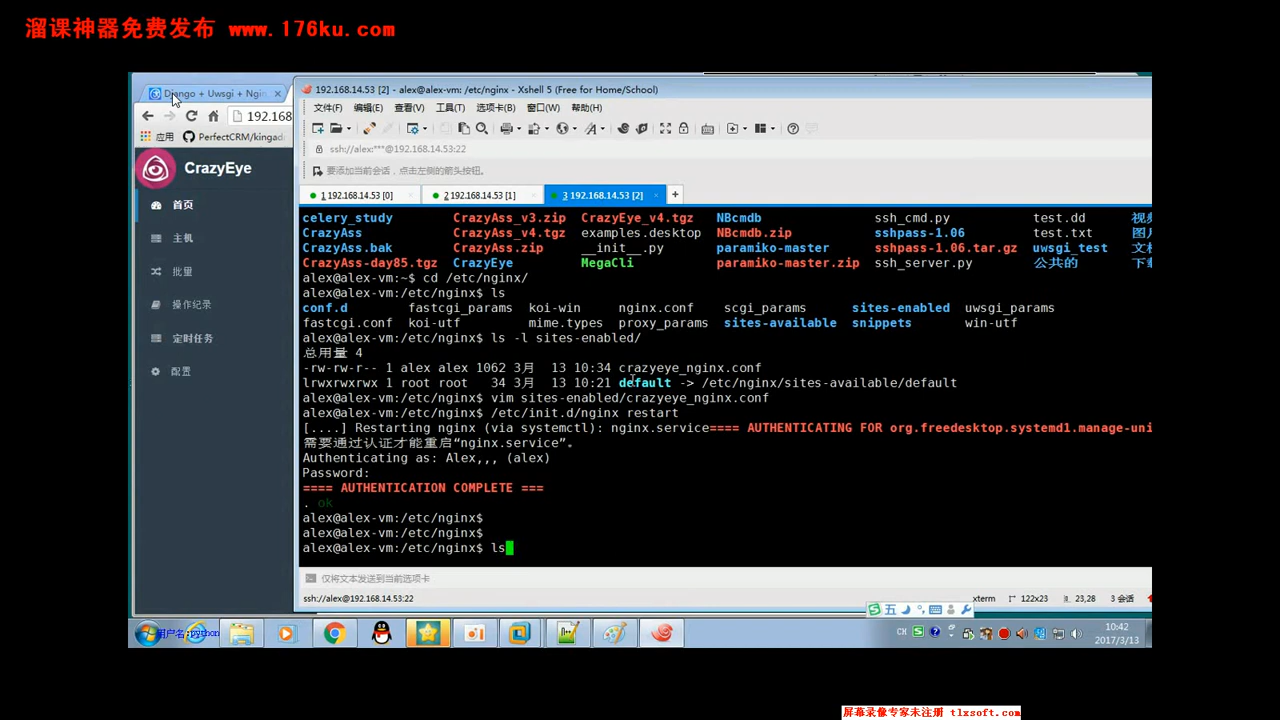 溜课神器免费发布 www.176ku.com
Django + Uwsgi + Ngin
192.168
应用 PerfectCRM/kingad
CrazyEye
首页
主机
批量
操作纪录
定时任务
配置
192.168.14.53 [2] - alex@alex-vm: /etc/nginx - Xshell 5 (Free for Home/School)
文件(F) 编辑(E) 查看(V) 工具(T) 选项卡(B) 窗口(W) 帮助(H)
ssh://alex:***@192.168.14.53:22
要添加当前会话，点击左侧的箭头按钮。
1 192.168.14.53 [0] 2 192.168.14.53 [1] 3 192.168.14.53 [2]
celery_study CrazyAss_v3.zip CrazyEye_v4.tgz NBcmdb ssh_cmd.py test.dd 视频
CrazyAss CrazyAss_v4.tgz examples.desktop NBcmdb.zip sshpass-1.06 test.txt 图片
CrazyAss.bak CrazyAss.zip __init__.py paramiko-master sshpass-1.06.tar.gz uwsgi_test 文档
CrazyAss-day85.tgz CrazyEye MegaCli paramiko-master.zip ssh_server.py 公共的 下载
alex@alex-vm:~$ cd /etc/nginx/
alex@alex-vm:/etc/nginx$ ls
conf.d fastcgi_params koi-win nginx.conf scgi_params sites-enabled uwsgi_params
fastcgi.conf koi-utf mime.types proxy_params sites-available snippets win-utf
alex@alex-vm:/etc/nginx$ ls -l sites-enabled/
总用量 4
-rw-rw-r-- 1 alex alex 1062 3月 13 10:34 crazyeye_nginx.conf
lrwxrwxrwx 1 root root 34 3月 13 10:21 default -> /etc/nginx/sites-available/default
alex@alex-vm:/etc/nginx$ vim sites-enabled/crazyeye_nginx.conf
alex@alex-vm:/etc/nginx$ /etc/init.d/nginx restart
[....] Restarting nginx (via systemctl): nginx.service==== AUTHENTICATING FOR org.freedesktop.systemd1.manage-uni
需要通过认证才能重启“nginx.service”。
Authenticating as: Alex,,, (alex)
Password:
==== AUTHENTICATION COMPLETE ===
. ok
alex@alex-vm:/etc/nginx$
alex@alex-vm:/etc/nginx$
alex@alex-vm:/etc/nginx$ ls
仅将文本发送到当前选项卡
ssh://alex@192.168.14.53:22 xterm 122x23 23,28 3 会话
五
用户名:python
CH
10:42
2017/3/13
屏幕录像专家未注册 tlxsoft.com